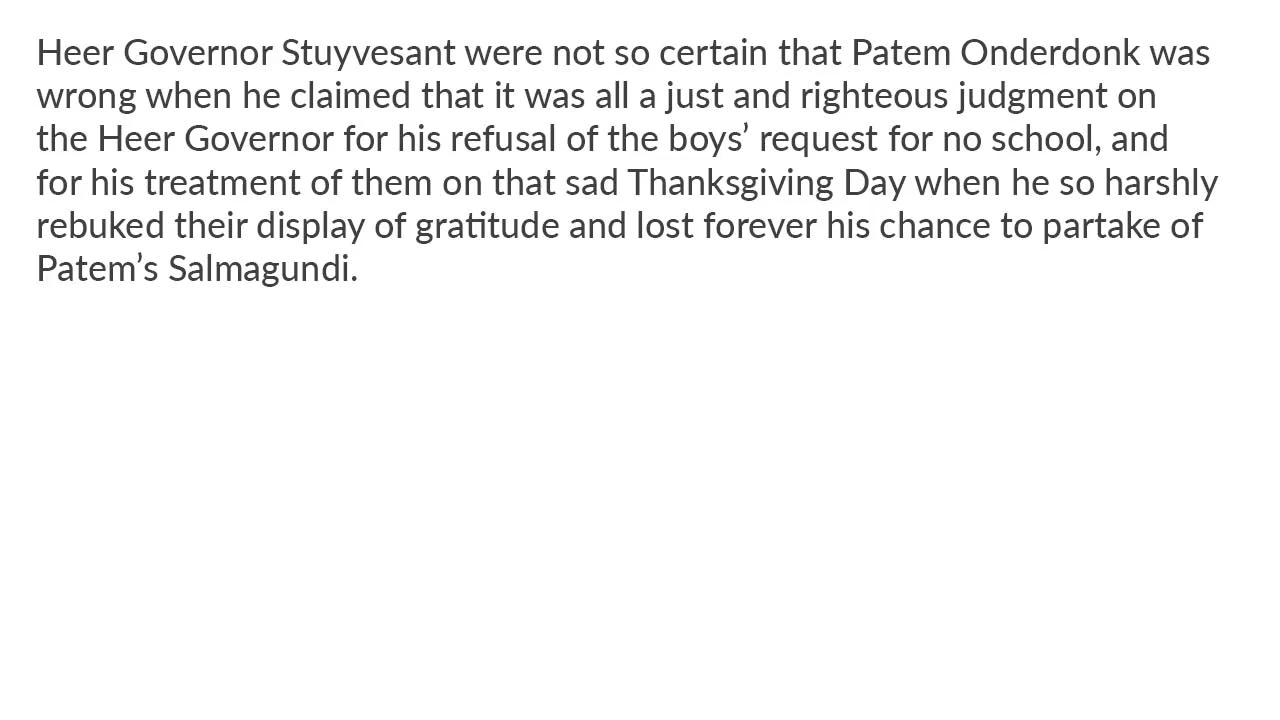 Heer Governor Stuyvesant were not so certain that Patem Onderdonk was
wrong when he claimed that it was all a just and righteous judgment on
the Heer Governor for his refusal of the boys’ request for no school, and
for his treatment of them on that sad Thanksgiving Day when he so harshly
rebuked their display of gratitude and lost forever his chance to partake of
Patem’s Salmagundi.